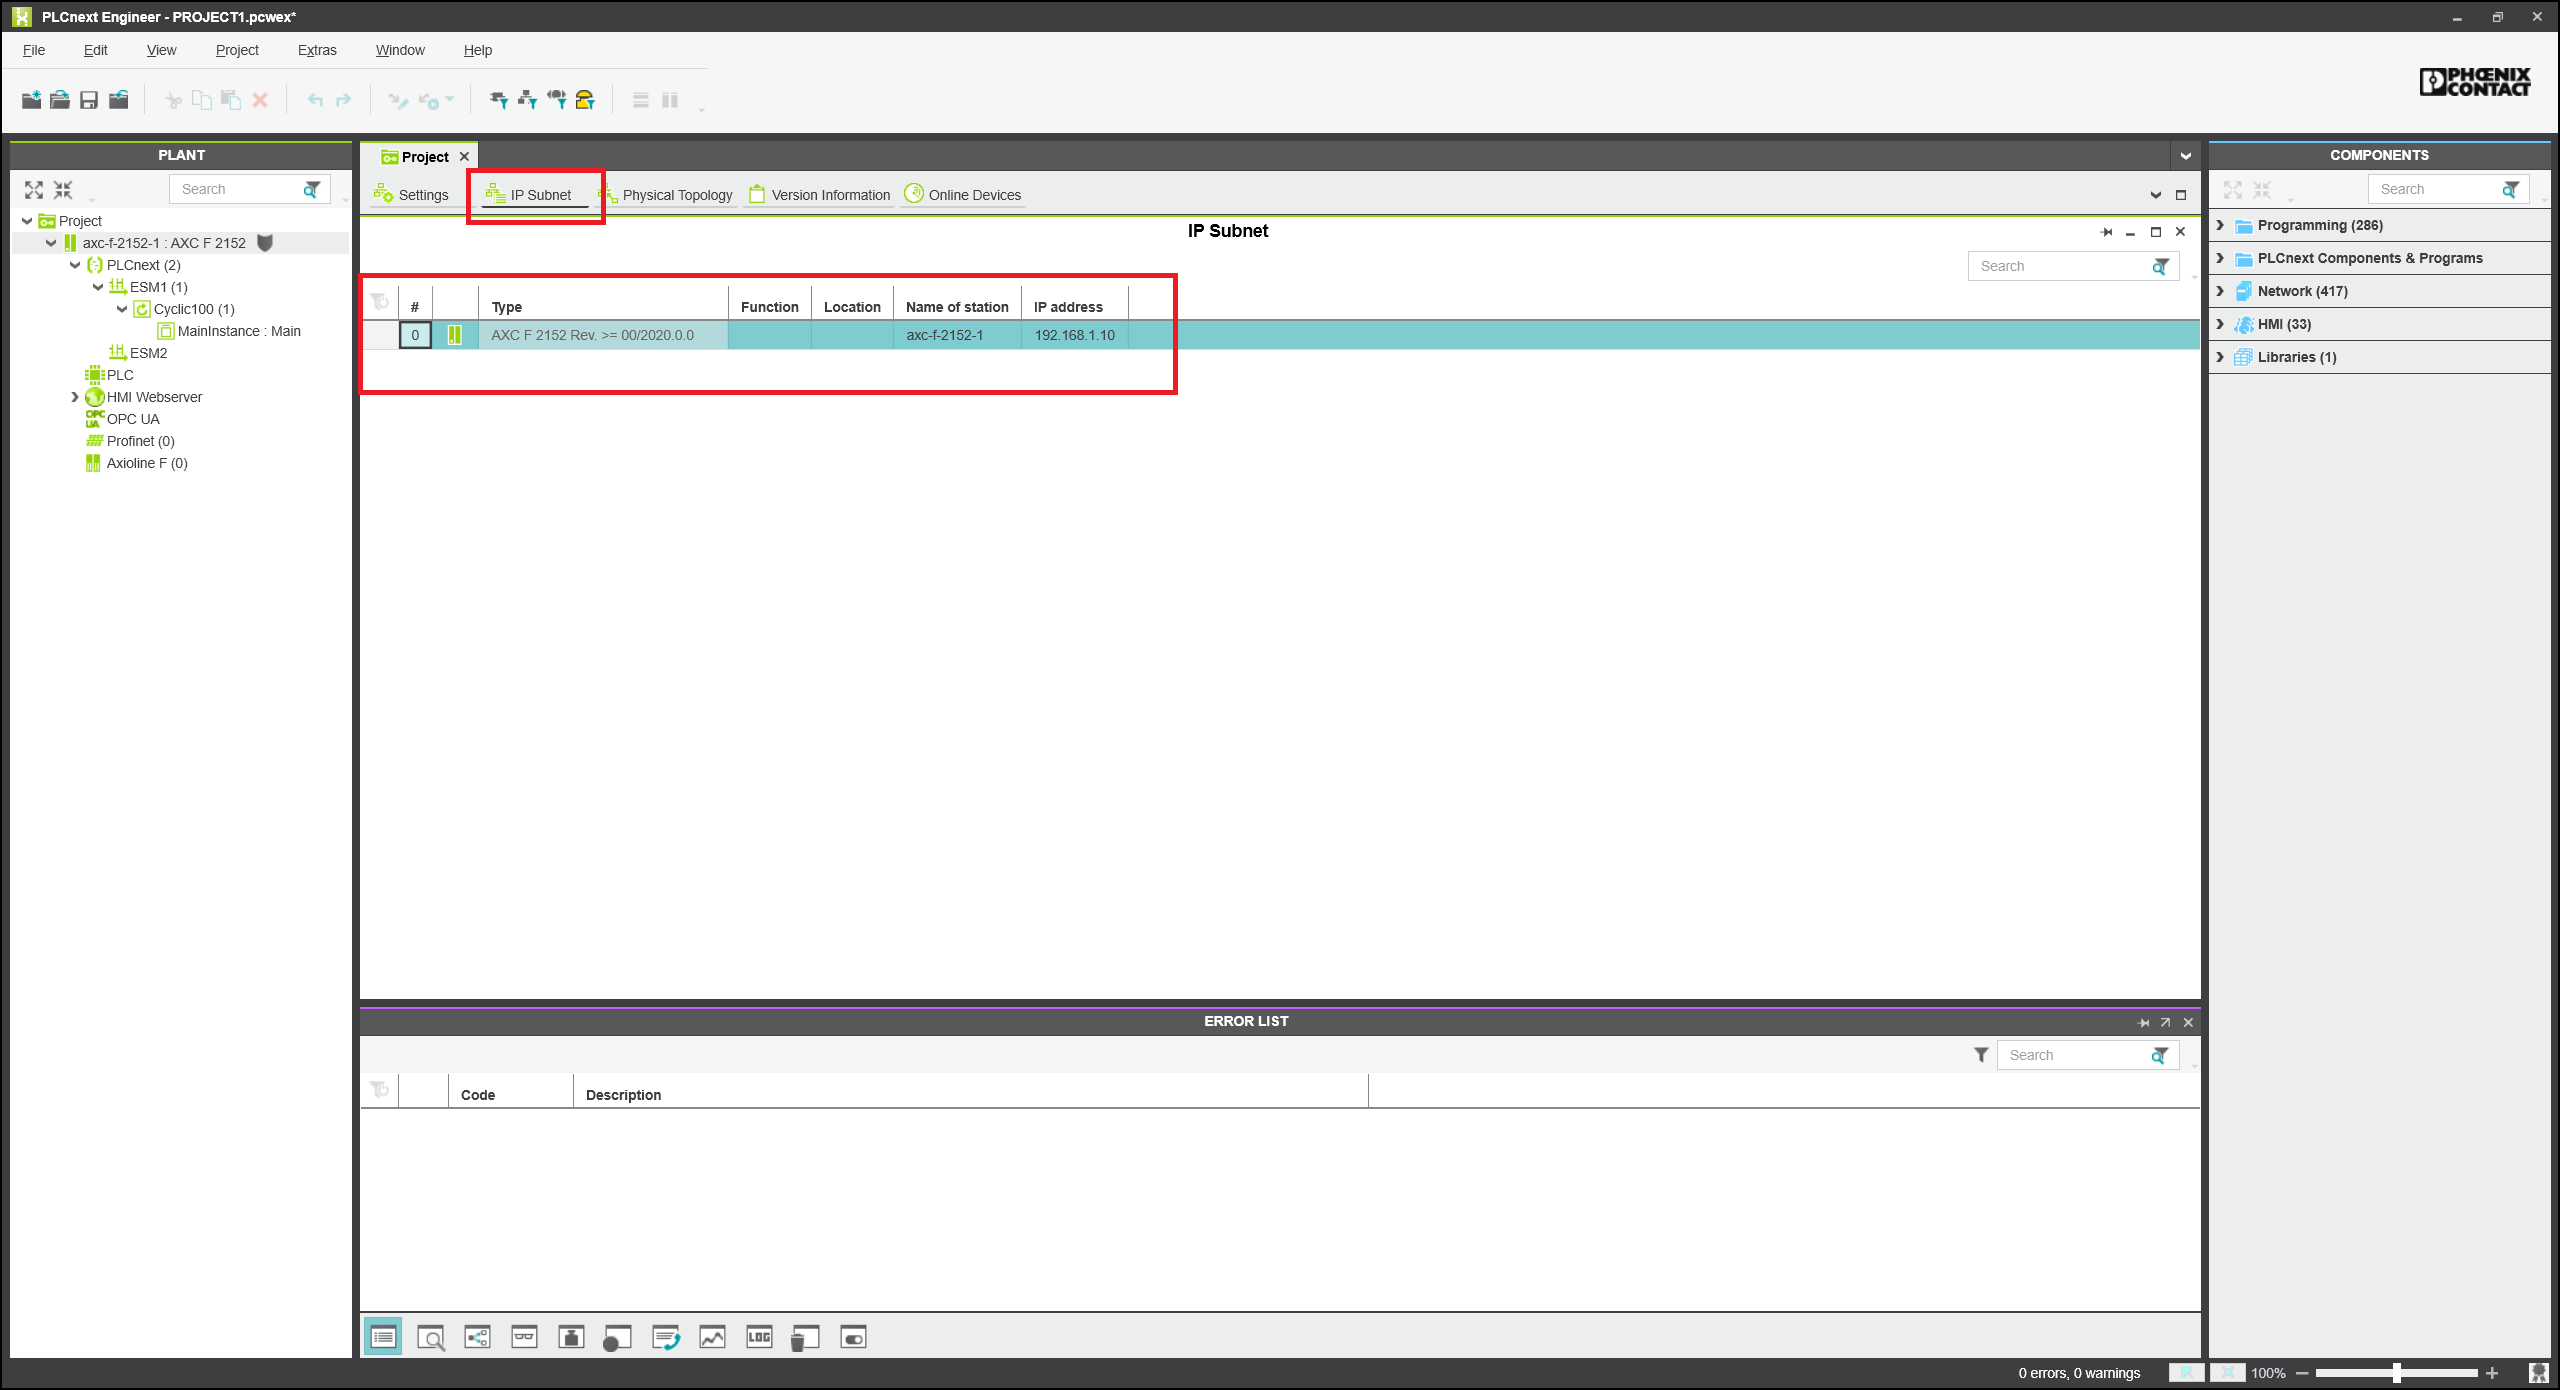 PLCnext Engineer - PROJECT1.pcwex*
File Edit View Project Extras Window Help
PHŒNIX
CONTACT
PLANT
Search
Project
axc-f-2152-1 : AXC F 2152
PLCnext (2)
ESM1 (1)
Cyclic100 (1)
MainInstance : Main
ESM2
PLC
HMI Webserver
OPC UA OPC UA
Profinet (0)
Axioline F (0)
Project
Settings IP Subnet Physical Topology Version Information Online Devices
IP Subnet
Search
# Type Function Location Name of station IP address
0 AXC F 2152 Rev. >= 00/2020.0.0 axc-f-2152-1 192.168.1.10
ERROR LIST
Search
Code Description
LOG
COMPONENTS
Search
Programming (286)
PLCnext Components & Programs
Network (417)
HMI (33)
Libraries (1)
0 errors, 0 warnings 100%